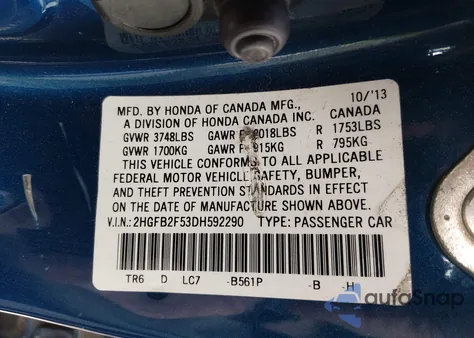 MFD. BY HONDA OF CANADA MFG., 10/'13
A DIVISION OF HONDA CANADA INC. CANADA
GVWR 3748LBS GAWR F 2018LBS R 1753LBS
GVWR 1700KG GAWR F 915KG R 795KG
THIS VEHICLE CONFORMS TO ALL APPLICABLE
FEDERAL MOTOR VEHICLE SAFETY, BUMPER,
AND THEFT PREVENTION STANDARDS IN EFFECT
ON THE DATE OF MANUFACTURE SHOWN ABOVE.
V.I.N.: 2HGFB2F53DH592290 TYPE: PASSENGER CAR
TR6 D LC7 -B561P -B -H
autoSnap